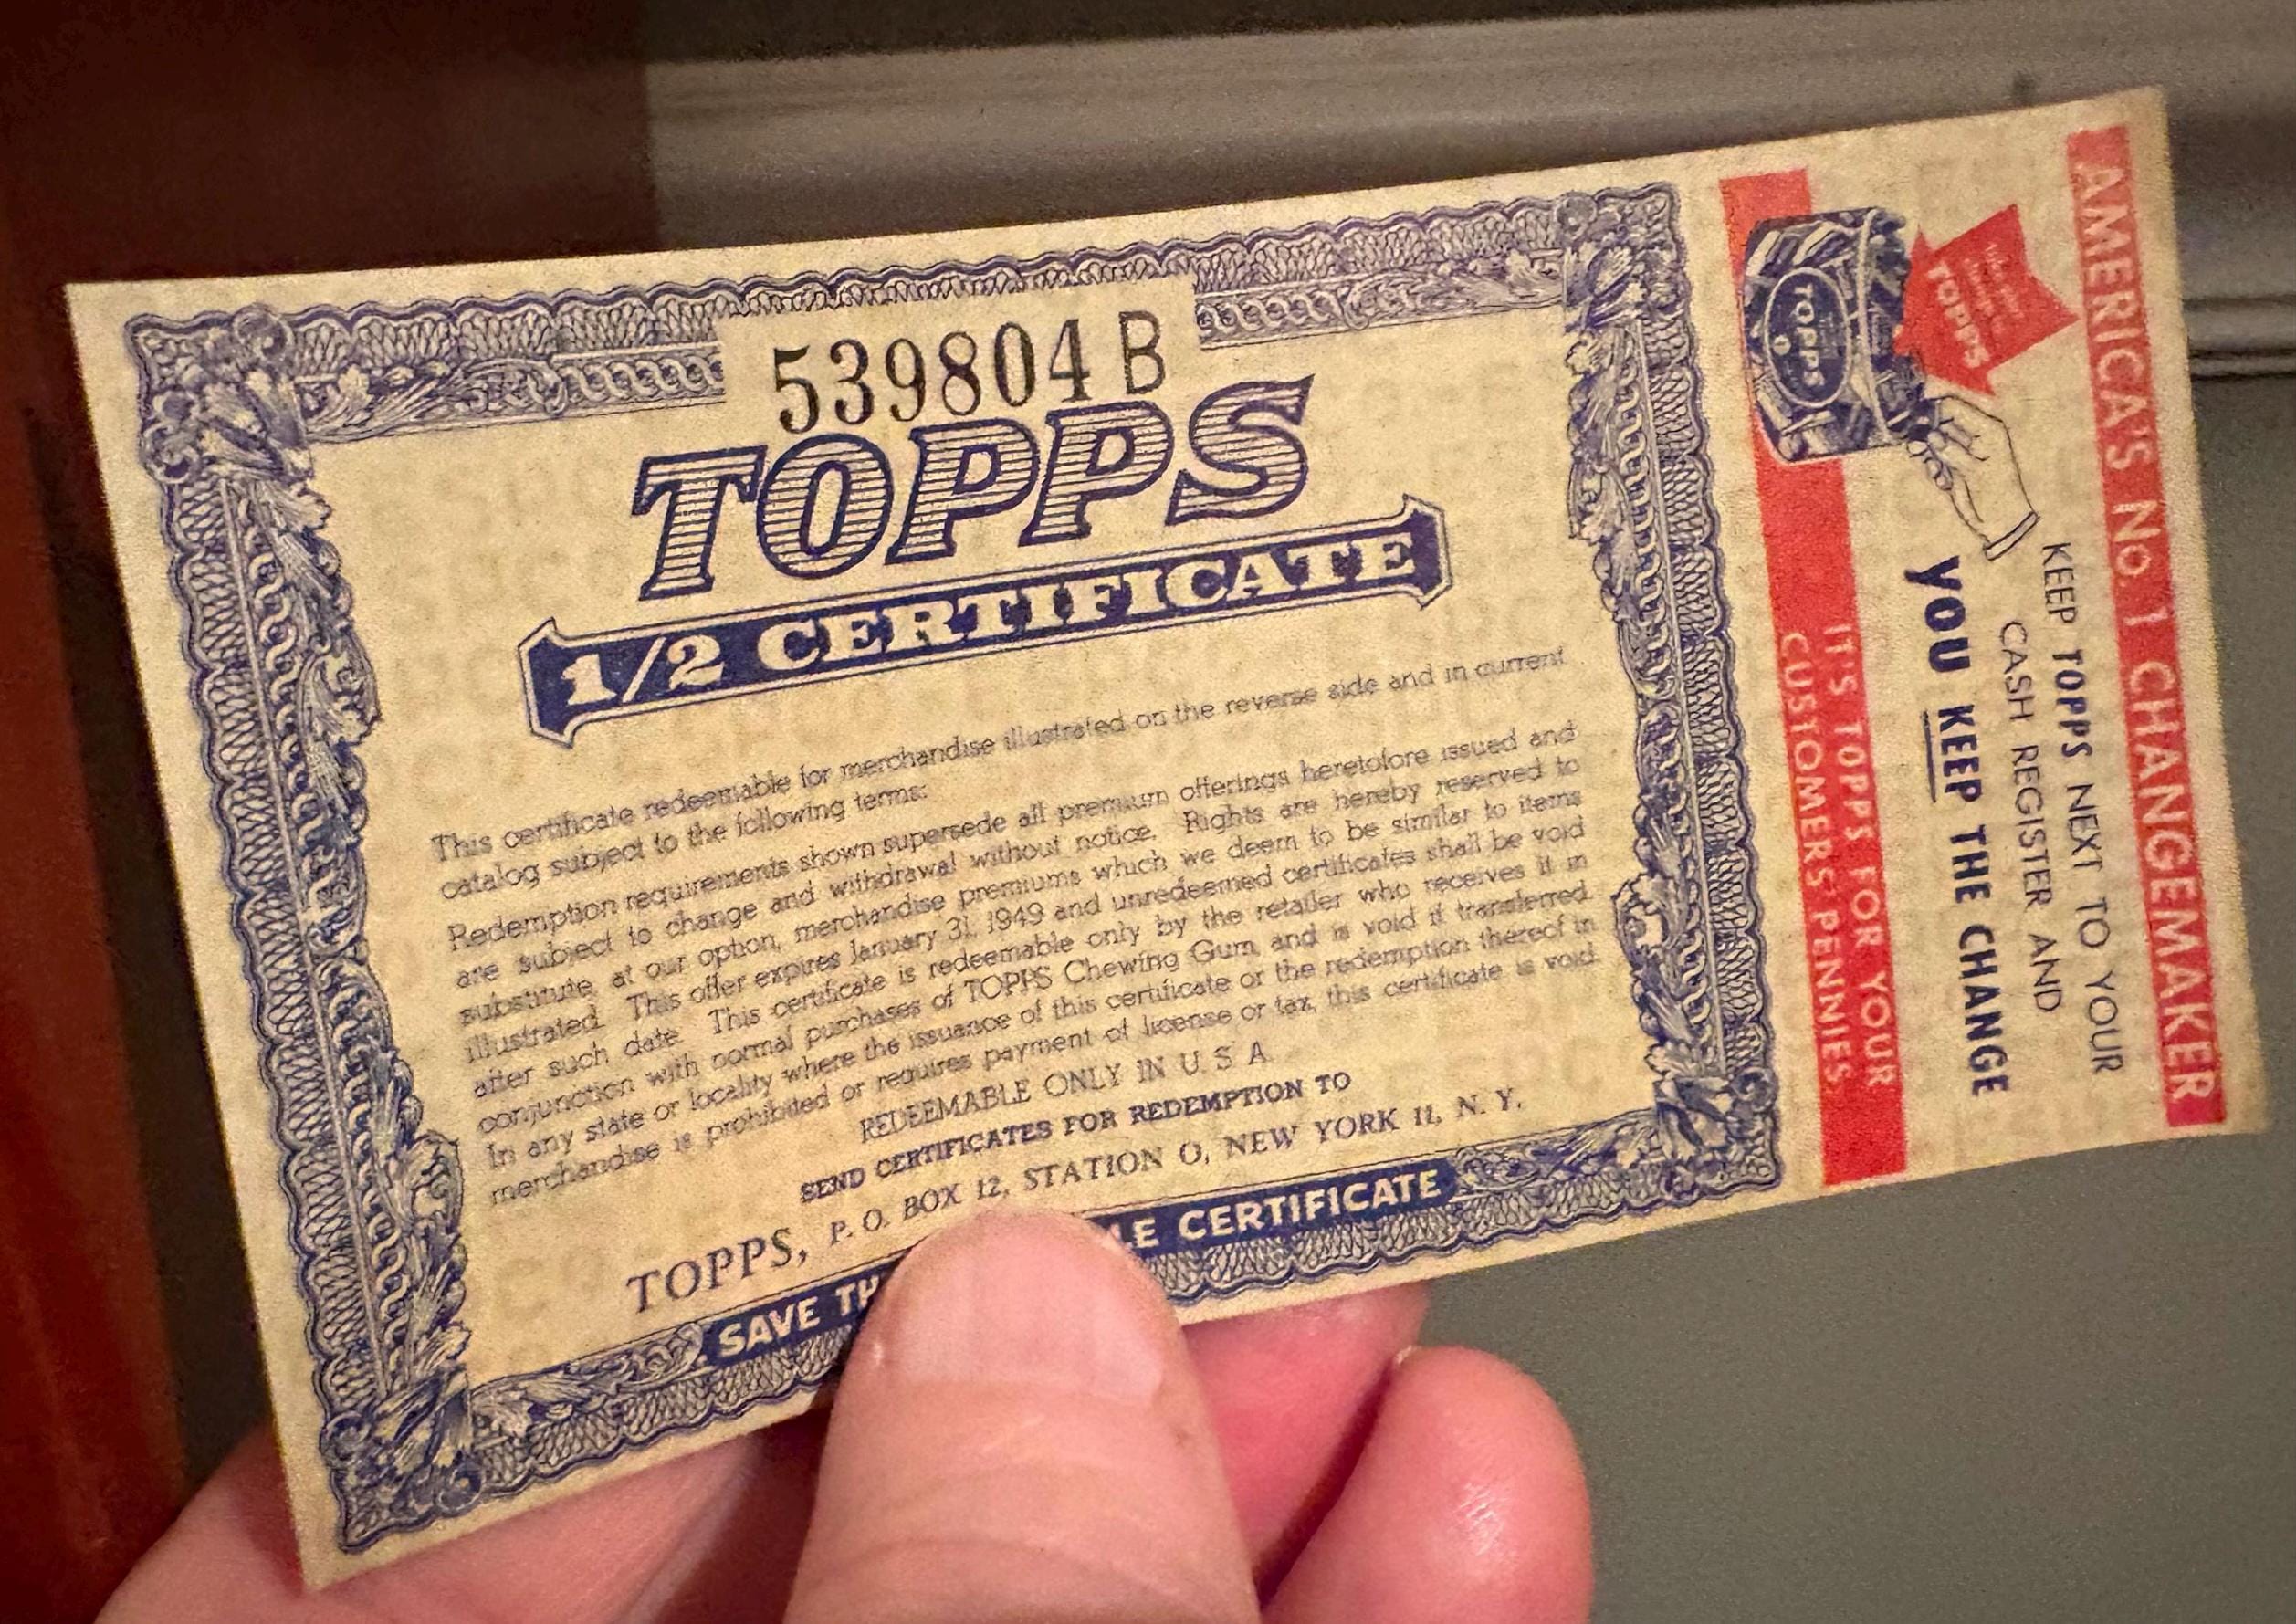 539804 B
TOPPS
1/2 CERTIFICATE
This certificate redeemable for merchandise illustrated on the reverse side and in current
catalog subject to the following terms:
Redemption requirements shown supersede all premium offerings heretofore issued and
are subject to change and withdrawal without notice. Rights are hereby reserved to
substitute, at our option, merchandise premiums which we deem to be similar to items
illustrated. This offer expires January 31, 1949 and unredeemed certificates shall be void
after such date. This certificate is redeemable only by the retailer who receives it in
conjunction with normal purchases of TOPPS Chewing Gum, and is void if transferred.
In any state or locality where the issuance of this certificate or the redemption thereof in
merchandise is prohibited or requires payment of license or tax, this certificate is void.
REDEEMABLE ONLY IN U. S. A.
SEND CERTIFICATES FOR REDEMPTION TO
TOPPS, P. O. BOX 12, STATION O, NEW YORK 11, N. Y.
SAVE TH LE CERTIFICATE
AMERICA'S No. 1 CHANGEMAKER
TOPPS
TOPPS
KEEP TOPPS NEXT TO YOUR
CASH REGISTER AND
YOU KEEP THE CHANGE
IT'S TOPPS FOR YOUR
CUSTOMERS' PENNIES